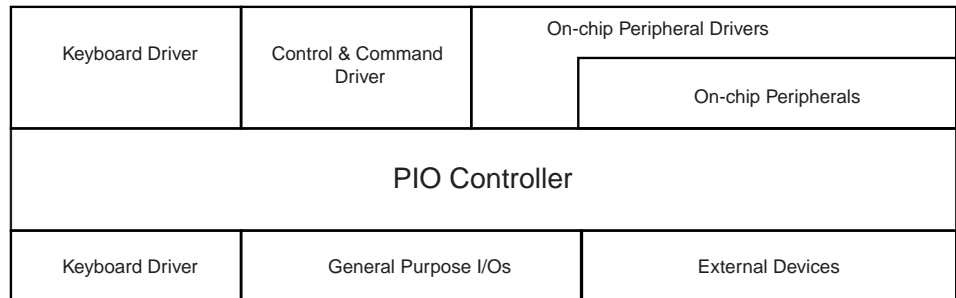 On-chip Peripheral Drivers
Keyboard Driver
Control & Command
Driver
On-chip Peripherals
PIO Controller
Keyboard Driver
General Purpose I/Os
External Devices